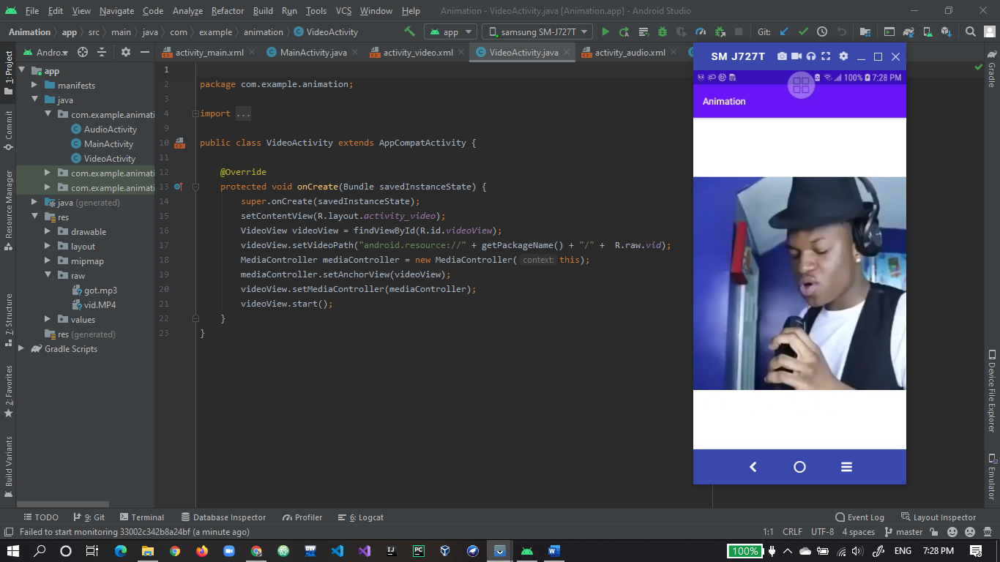 File Edit View Navigate Code Analyze Refactor Build Run Tools VCS Window Help Animation - VideoActivity.java [Animation.app] - Android Studio
Animation app src main java com example animation VideoActivity app samsung SM-J727T Git:
1: Project
Commit
Resource Manager
7: Structure
2: Favorites
Build Variants
Andro...
app
manifests
java
com.example.animati
AudioActivity
MainActivity
VideoActivity
com.example.animati
com.example.animati
java (generated)
res
drawable
layout
mipmap
raw
got.mp3
vid.MP4
values
res (generated)
Gradle Scripts
activity_main.xml MainActivity.java activity_video.xml VideoActivity.java activity_audio.xml
1
2 package com.example.animation;
3
4 import ...
9
10 public class VideoActivity extends AppCompatActivity {
11
12 @Override
13 protected void onCreate(Bundle savedInstanceState) {
14 super.onCreate(savedInstanceState);
15 setContentView(R.layout.activity_video);
16 VideoView videoView = findViewById(R.id.videoView);
17 videoView.setVideoPath("android.resource://" + getPackageName() + "/" +  R.raw.vid);
18 MediaController mediaController = new MediaController( context: this);
19 mediaController.setAnchorView(videoView);
20 videoView.setMediaController(mediaController);
21 videoView.start();
22 }
23 }
SM J727T
100% 7:28 PM
Animation
Gradle
Device File Explorer
Emulator
TODO 9: Git Terminal Database Inspector Profiler 6: Logcat Event Log Layout Inspector
Failed to start monitoring 33002c342b8a24bf (a minute ago) 1:1 CRLF UTF-8 4 spaces master
100% ENG 7:28 PM